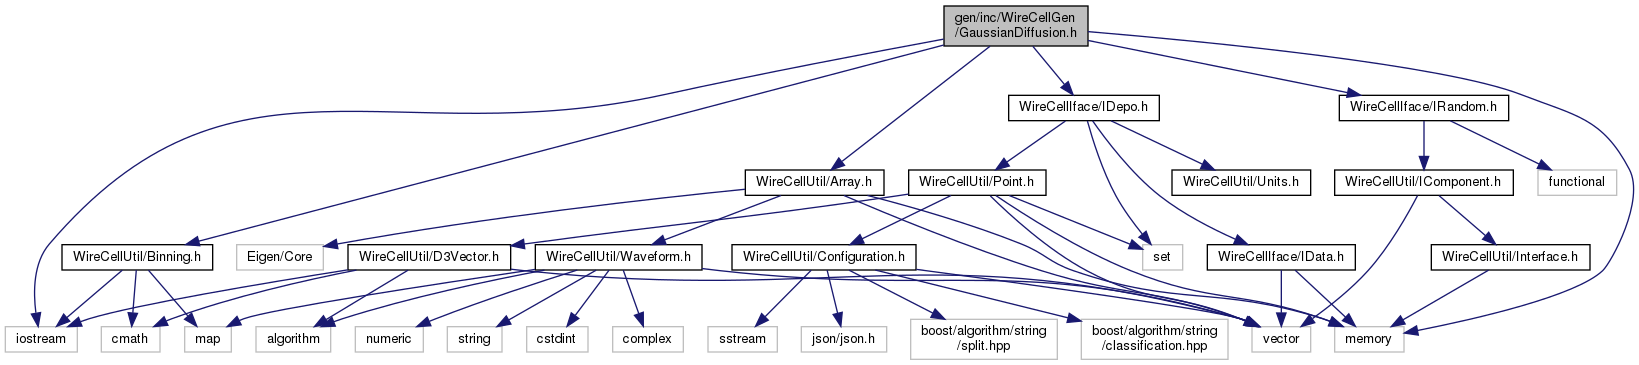 gen/inc/WireCellGen
/GaussianDiffusion.h
WireCellIface/IDepo.h
WireCellIface/IRandom.h
WireCellUtil/Array.h
WireCellUtil/Point.h
WireCellUtil/Units.h
WireCellUtil/IComponent.h
functional
WireCellUtil/Binning.h
Eigen/Core
WireCellUtil/D3Vector.h
WireCellUtil/Waveform.h
WireCellUtil/Configuration.h
set
WireCellIface/IData.h
WireCellUtil/Interface.h
iostream
cmath
map
algorithm
numeric
string
cstdint
complex
sstream
json/json.h
boost/algorithm/string
/split.hpp
boost/algorithm/string
/classification.hpp
vector
memory